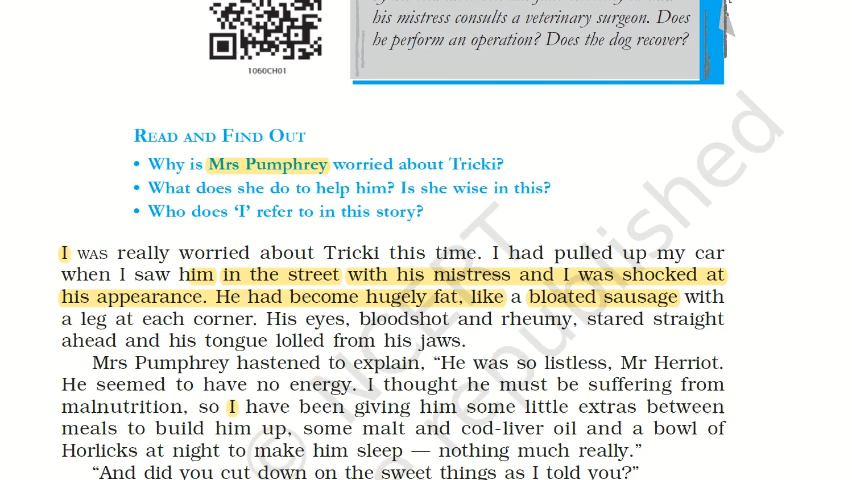 his mistress consults a veterinary surgeon. Does
he perform an operation? Does the dog recover?
1060CH01
READ AND FIND OUT
• Why is Mrs Pumphrey worried about Tricki?
• What does she do to help him? Is she wise in this?
• Who does ‘I’ refer to in this story?
I WAS really worried about Tricki this time. I had pulled up my car
when I saw him in the street with his mistress and I was shocked at
his appearance. He had become hugely fat, like a bloated sausage with
a leg at each corner. His eyes, bloodshot and rheumy, stared straight
ahead and his tongue lolled from his jaws.
Mrs Pumphrey hastened to explain, “He was so listless, Mr Herriot.
He seemed to have no energy. I thought he must be suffering from
malnutrition, so I have been giving him some little extras between
meals to build him up, some malt and cod-liver oil and a bowl of
Horlicks at night to make him sleep — nothing much really.”
“And did you cut down on the sweet things as I told you?”
© NCERT
republished